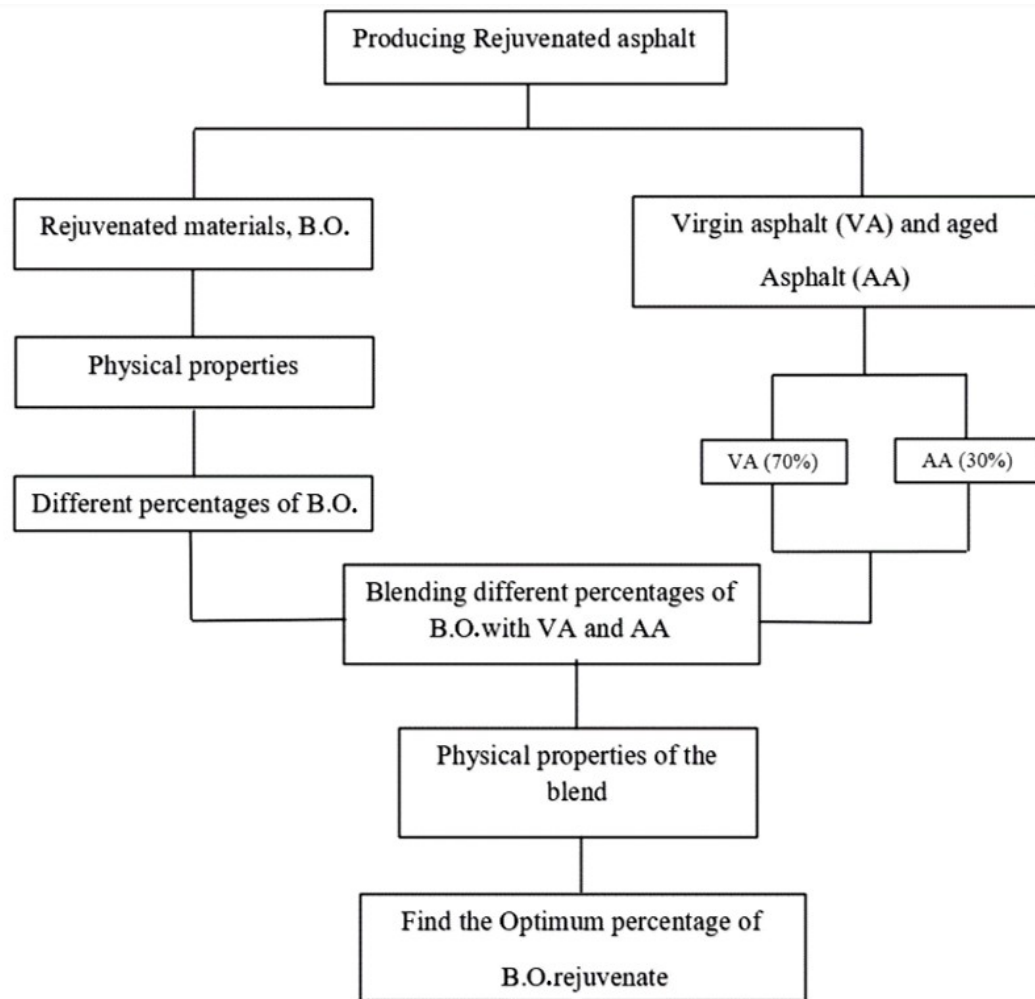 Producing Rejuvenated asphalt
Rejuvenated materials, B.O.
Virgin asphalt (VA) and aged
Asphalt (AA)
Physical properties
VA (70%)
AA (30%)
Different percentages of B.O.
Blending different percentages of
B.O.with VA and AA
Physical properties of the
blend
Find the Optimum percentage of
B.O.rejuvenate